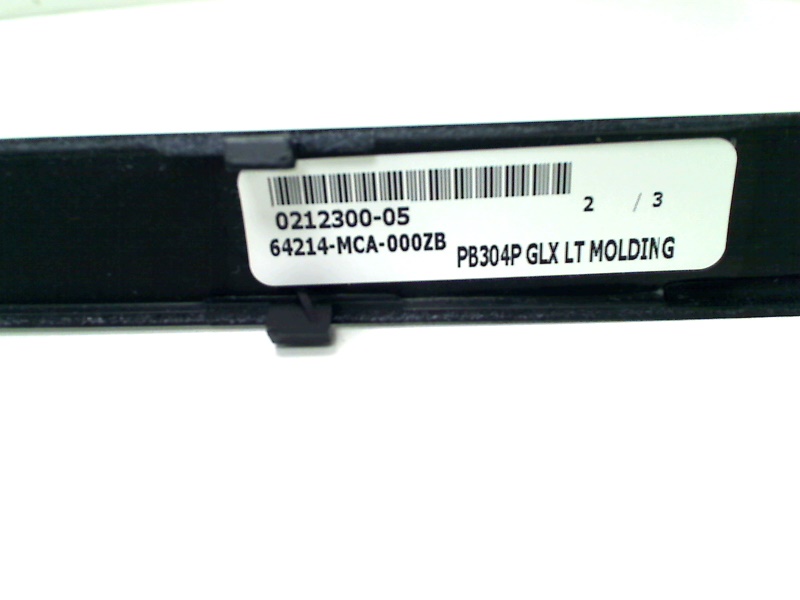 0212300-05
2 / 3
64214-MCA-000ZB
PB304P GLX LT MOLDING